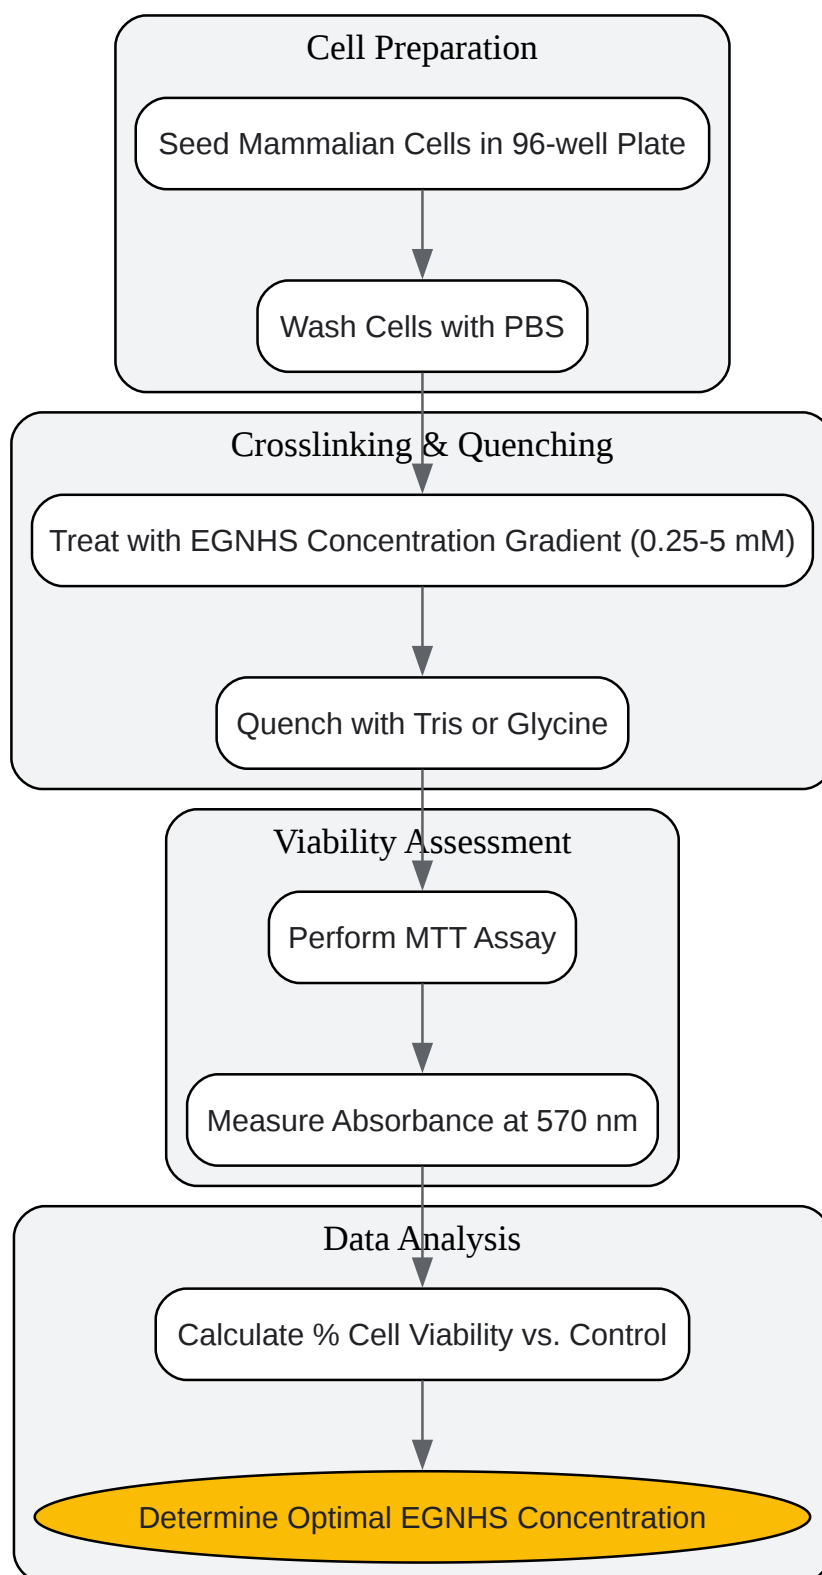 Cell Preparation
Seed Mammalian Cells in 96-well Plate
Wash Cells with PBS
Crosslinking & Quenching
Treat with EGNHS Concentration Gradient (0.25-5 mM)
Quench with Tris or Glycine
Viability Assessment
Perform MTT Assay
Measure Absorbance at 570 nm
Data Analysis
Calculate % Cell Viability vs. Control
Determine Optimal EGNHS Concentration